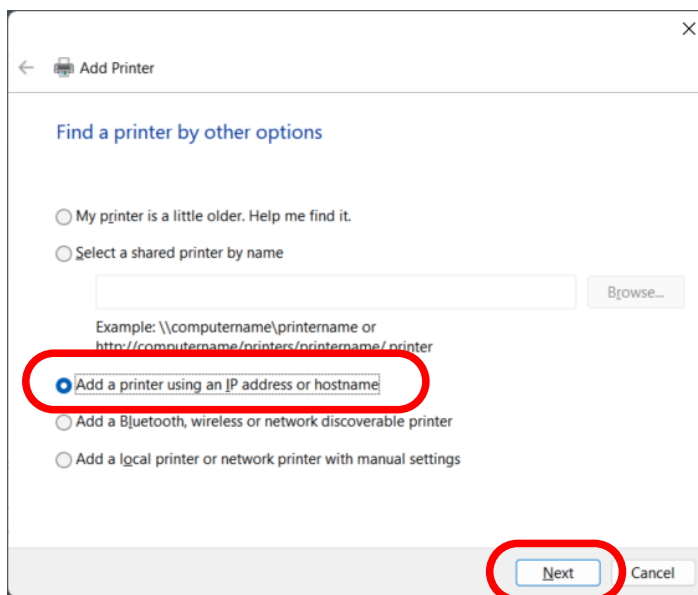 Add Printer
Find a printer by other options
My printer is a little older. Help me find it.
Select a shared printer by name
Browse...
Example: \\computername\printername or
http://computername/printers/printername/.printer
Add a printer using an IP address or hostname
Add a Bluetooth, wireless or network discoverable printer
Add a local printer or network printer with manual settings
Next Cancel